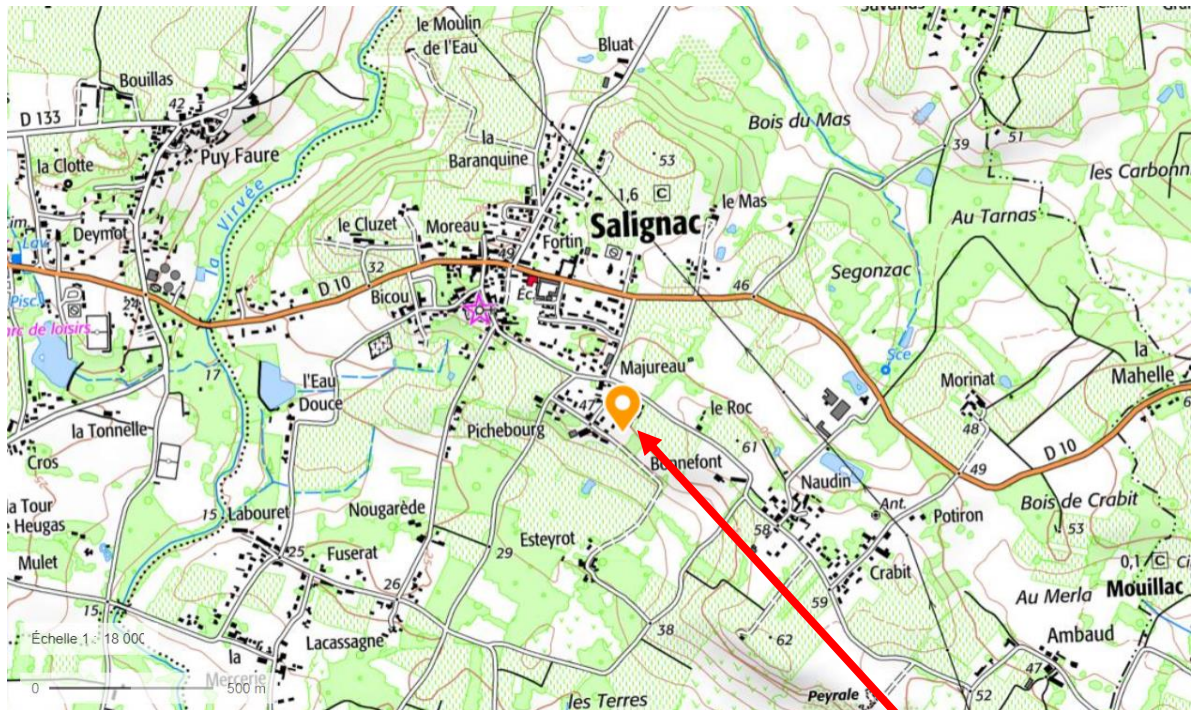 le Moulin
de l'Eau
Bluat
Bouillas
42
D 133
Puy Faure
la Clotte
la
Baranquine
Bois du Mas
51
39
les Carbonn
53
1,6 C
Salignac
le Mas
Au Tarnas
la Virvée
Deymot
Lav
le Cluzet
Moreau
49
Fortin
32
Segonzac
Pisc.
D 10
Bicou
Éc.
46
arc de loisirs
17
l'Eau
Douce
Majureau
Sce
la
Mahelle
Morinat
la Tonnelle
47
le Roc
Pichebourg
48
Cros
61
Bonnefont
D 10
49
Naudin
la Tour
e Heugas
15
Labouret
Nougarède
Ant.
Potiron
Bois de Crabit
53
58
Mulet
25
Fuserat
29
Esteyrot
Crabit
0,1 C
26
59
Au Merla
Mouillac
15
38
Échelle 1 : 18 000
Lacassagne
62
Ambaud
la
Mercerie
47
0
500 m
les Terres
Peyrale
52